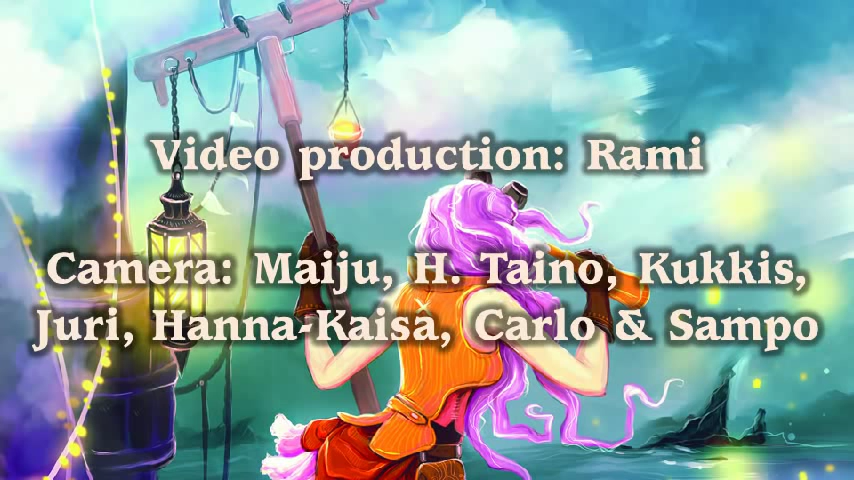 Video production: Rami
Camera: Maiju, H. Taino, Kukkis,
Juri, Hanna-Kaisa, Carlo & Sampo